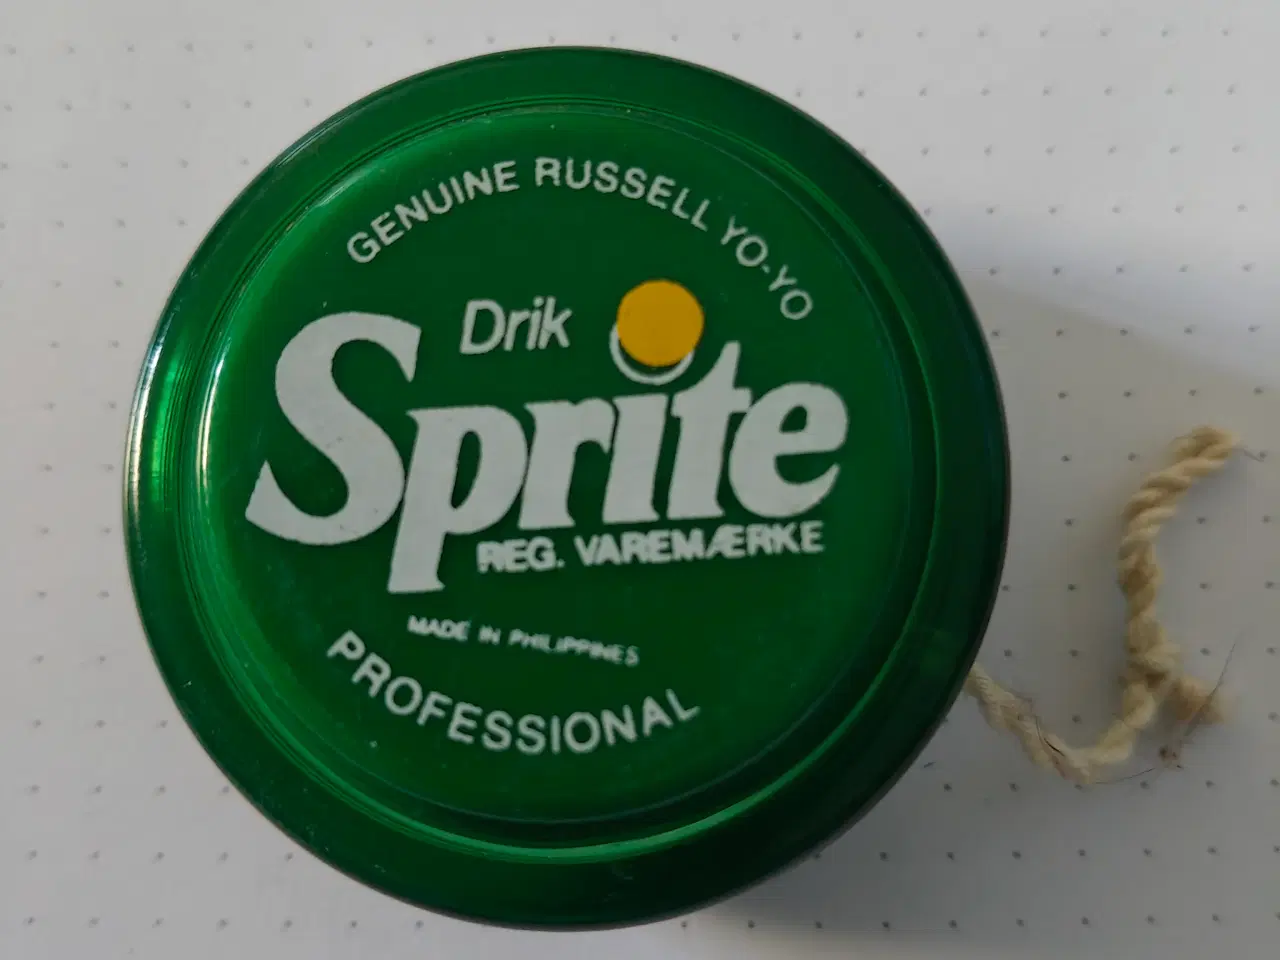 GENUINE RUSSELL YO-YO
Drik
Sprite
REG. VAREMÆRKE
MADE IN PHILIPPINES
PROFESSIONAL